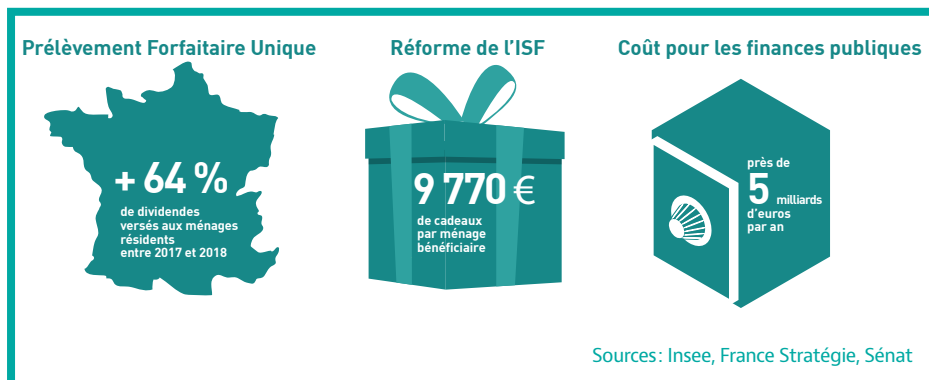 Prélèvement Forfaitaire Unique
+ 64 %
de dividendes
versés aux ménages
résidents
entre 2017 et 2018
Réforme de l’ISF
9 770 €
de cadeaux
par ménage
bénéficiaire
Coût pour les finances publiques
près de
5 milliards
d’euros
par an
Sources : Insee, France Stratégie, Sénat